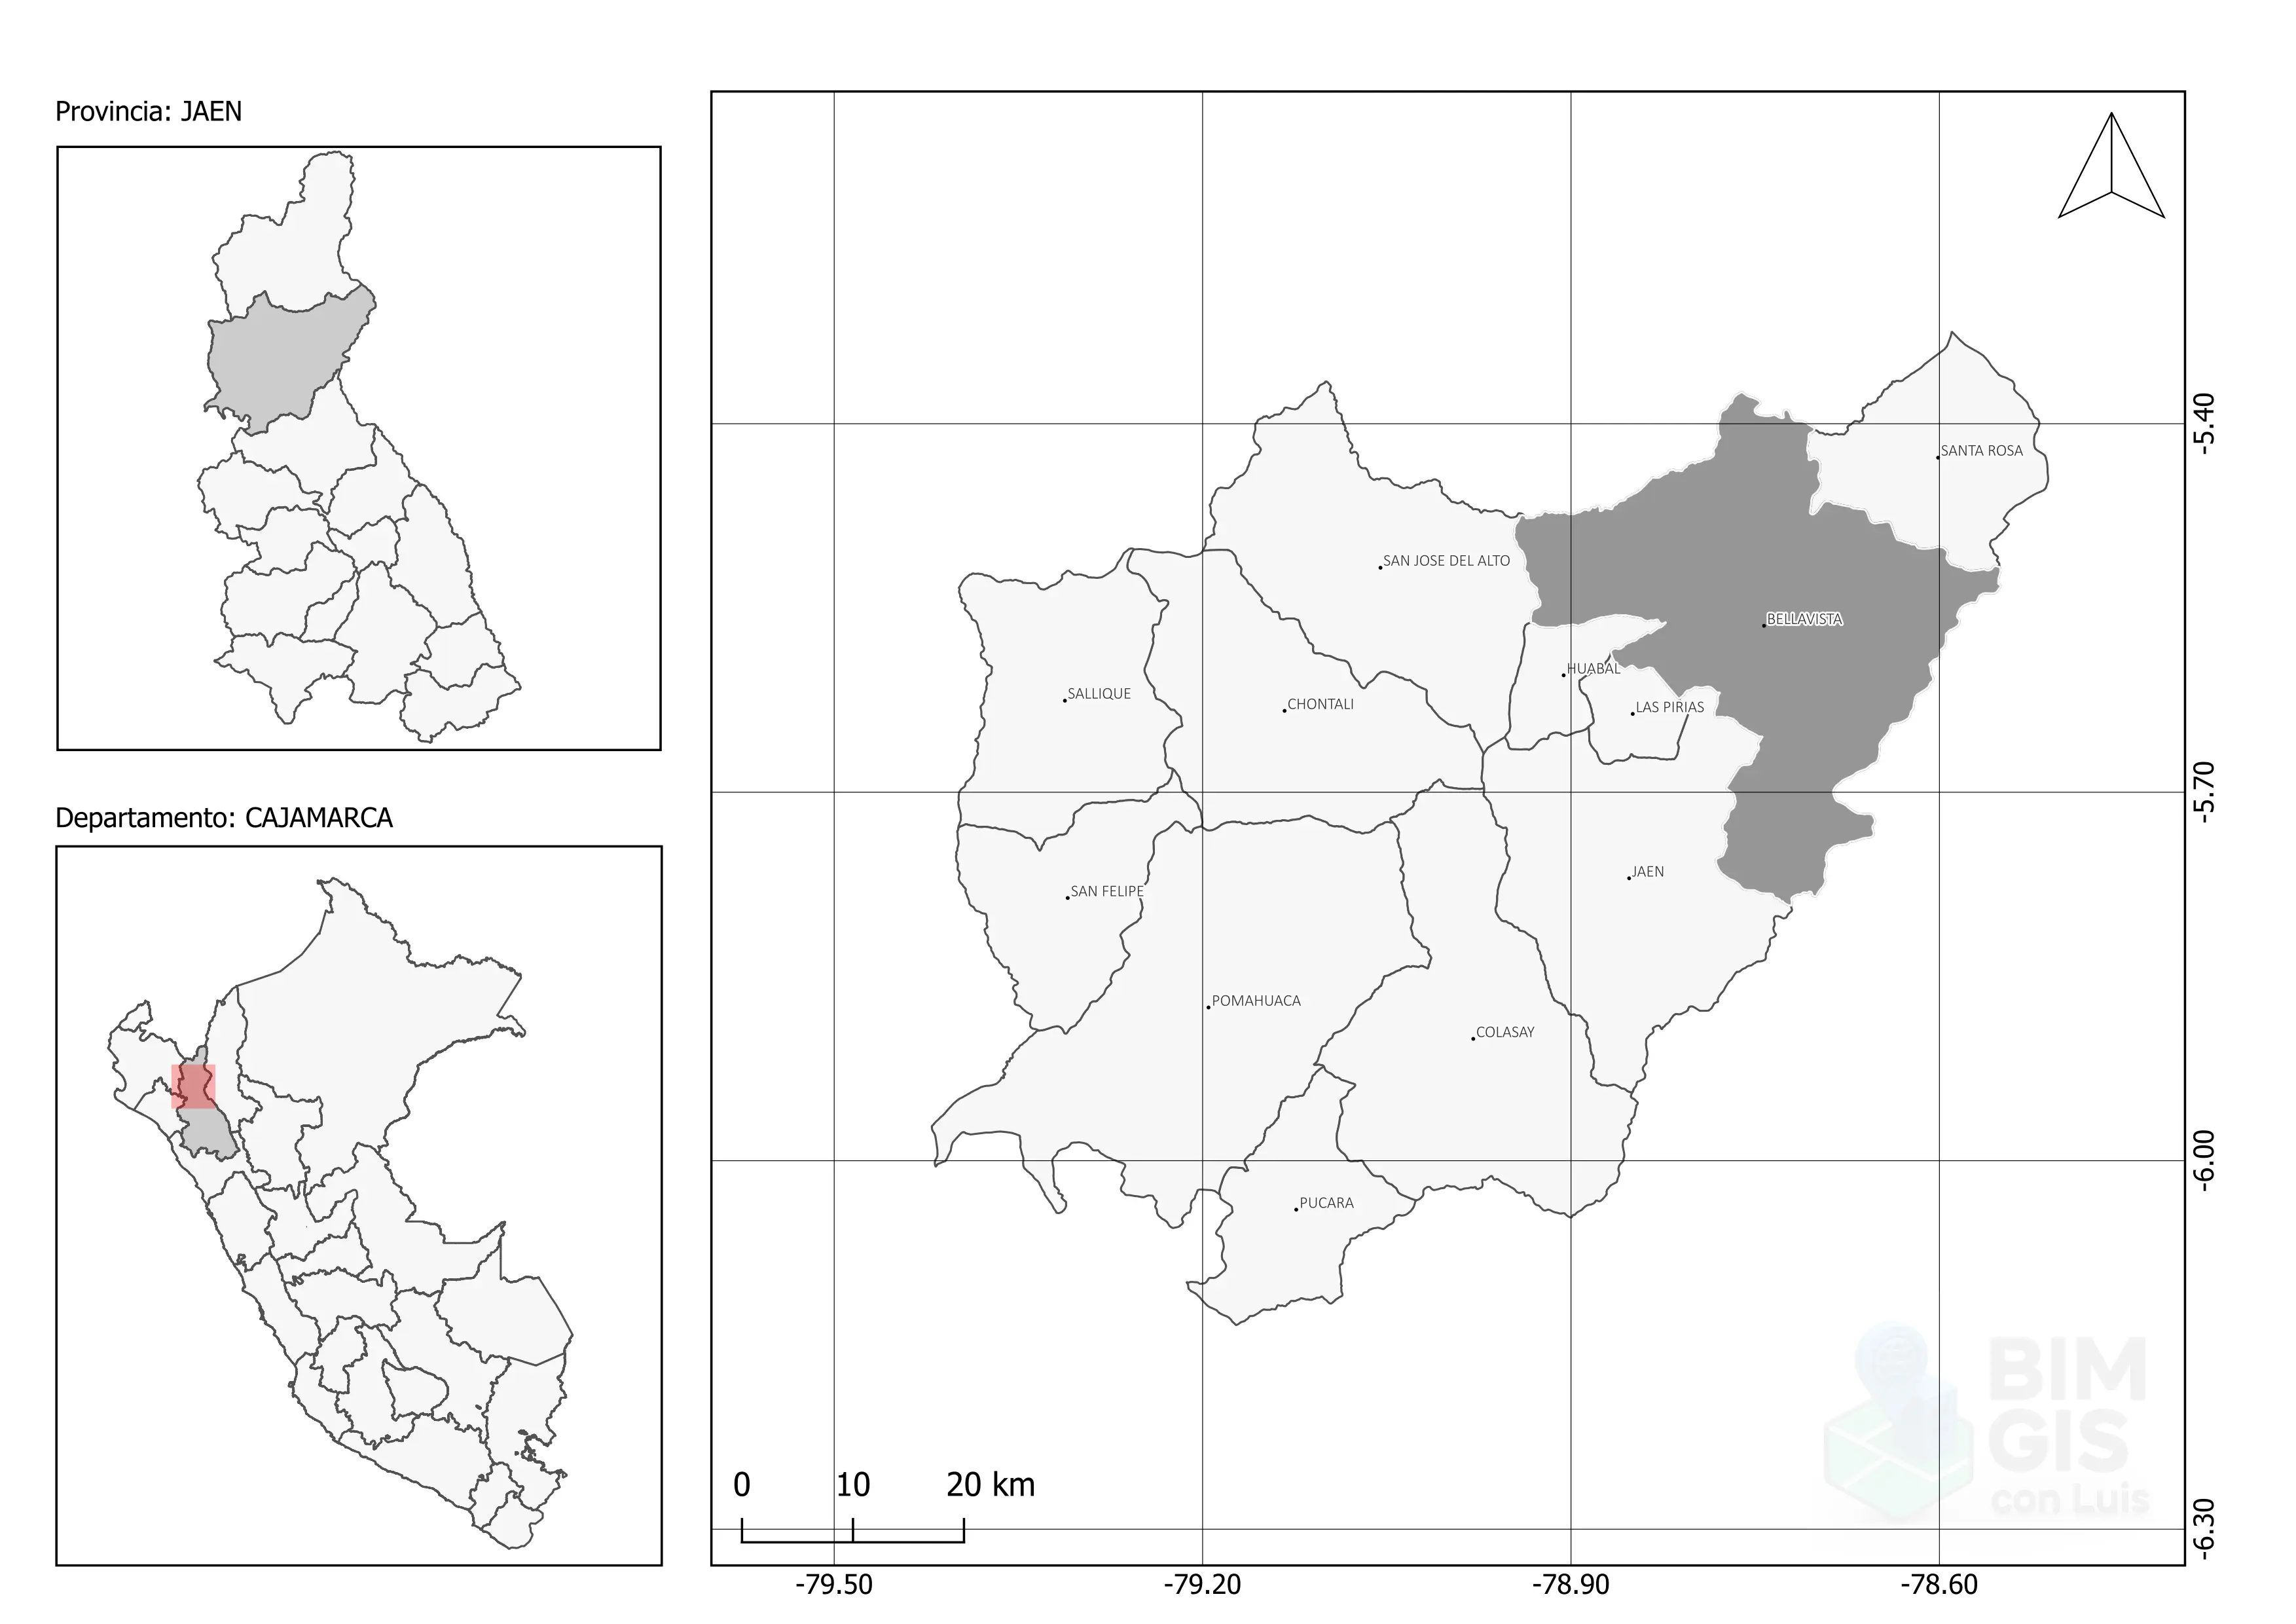 Provincia: JAEN
Departamento: CAJAMARCA
SANTA ROSA
SAN JOSE DEL ALTO
BELLAVISTA
HUABAL
SALLIQUE
CHONTALI
LAS PIRIAS
JAEN
SAN FELIPE
POMAHUACA
COLASAY
PUCARA
-5.40
-5.70
-6.00
-6.30
0 10 20 km
-79.50 -79.20 -78.90 -78.60
BIM
GIS
con Luis